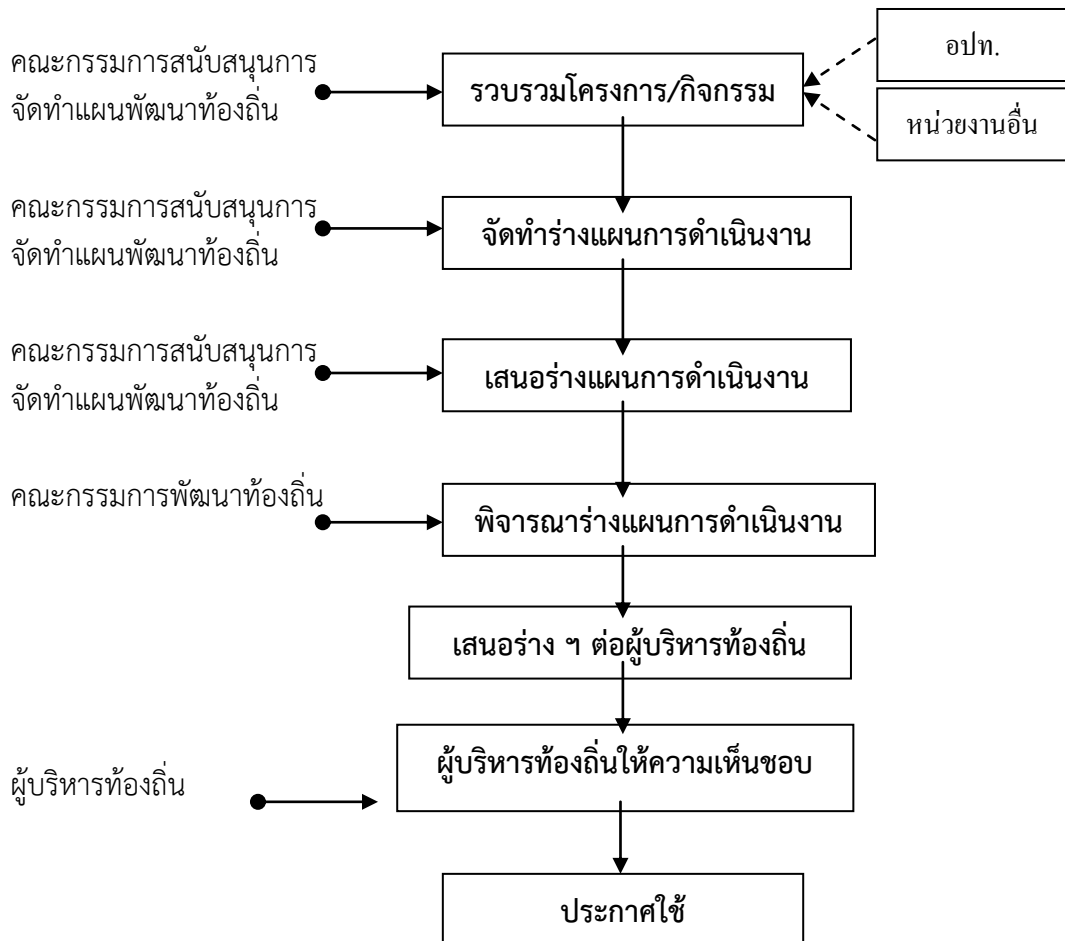 คณะกรรมการสนับสนุนการ
จัดทำแผนพัฒนาท้องถิ่น
รวบรวมโครงการ/กิจกรรม
อปท.
หน่วยงานอื่น
คณะกรรมการสนับสนุนการ
จัดทำแผนพัฒนาท้องถิ่น
จัดทำร่างแผนการดำเนินงาน
คณะกรรมการสนับสนุนการ
จัดทำแผนพัฒนาท้องถิ่น
เสนอร่างแผนการดำเนินงาน
คณะกรรมการพัฒนาท้องถิ่น
พิจารณาร่างแผนการดำเนินงาน
เสนอร่าง ฯ ต่อผู้บริหารท้องถิ่น
ผู้บริหารท้องถิ่นให้ความเห็นชอบ
ผู้บริหารท้องถิ่น
ประกาศใช้